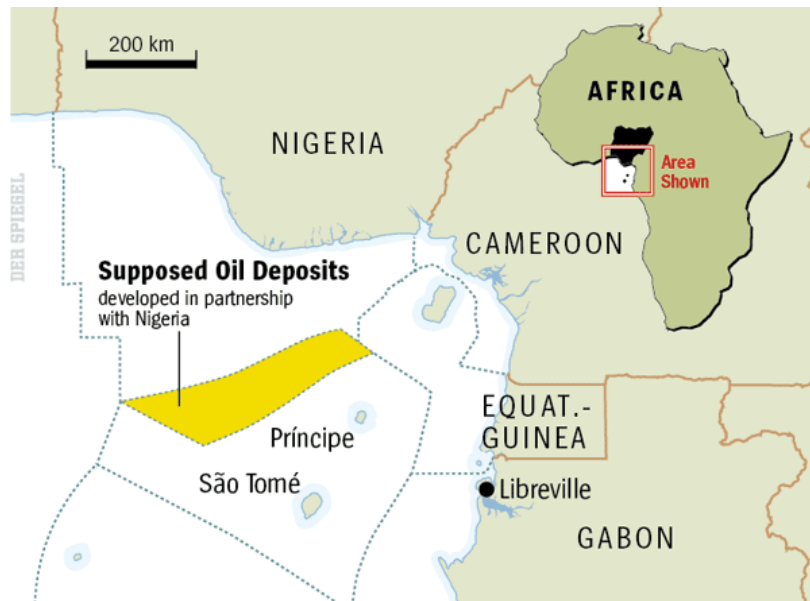 200 km
AFRICA
NIGERIA
Area
Shown
DER SPIEGEL
CAMEROON
Supposed Oil Deposits
developed in partnership
with Nigeria
EQUAT.-
GUINEA
Príncipe
São Tomé
Libreville
GABON